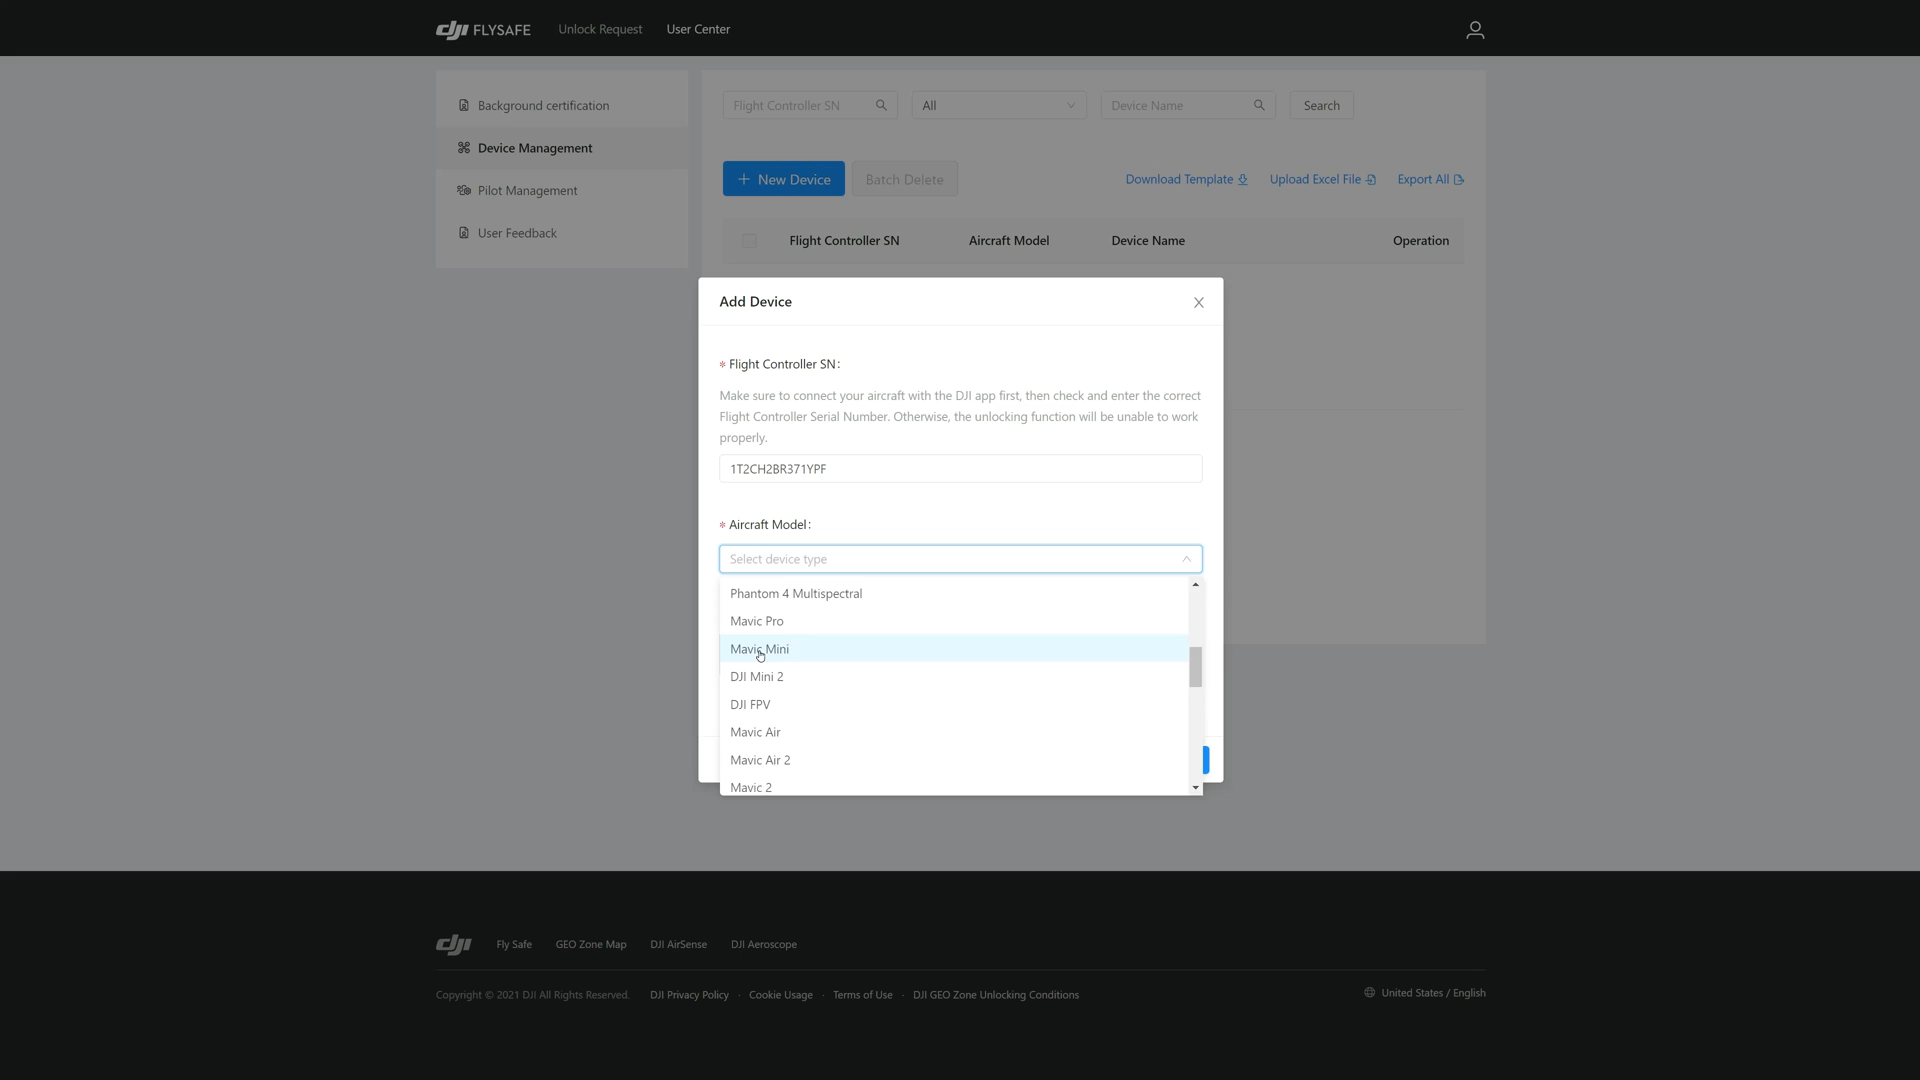 dji FLYSAFE Unlock Request User Center
Background certification
Device Management
Pilot Management
User Feedback
Flight Controller SN All Device Name Search
+ New Device Batch Delete Download Template Upload Excel File Export All
Flight Controller SN Aircraft Model Device Name Operation
Add Device
* Flight Controller SN:
Make sure to connect your aircraft with the DJI app first, then check and enter the correct
Flight Controller Serial Number. Otherwise, the unlocking function will be unable to work
properly.
1T2CH2BR371YPF
* Aircraft Model:
Select device type
Phantom 4 Multispectral
Mavic Pro
Mavic Mini
DJI Mini 2
DJI FPV
Mavic Air
Mavic Air 2
Mavic 2
dji Fly Safe GEO Zone Map DJI AirSense DJI Aeroscope
Copyright © 2021 DJI All Rights Reserved. DJI Privacy Policy · Cookie Usage · Terms of Use · DJI GEO Zone Unlocking Conditions United States / English